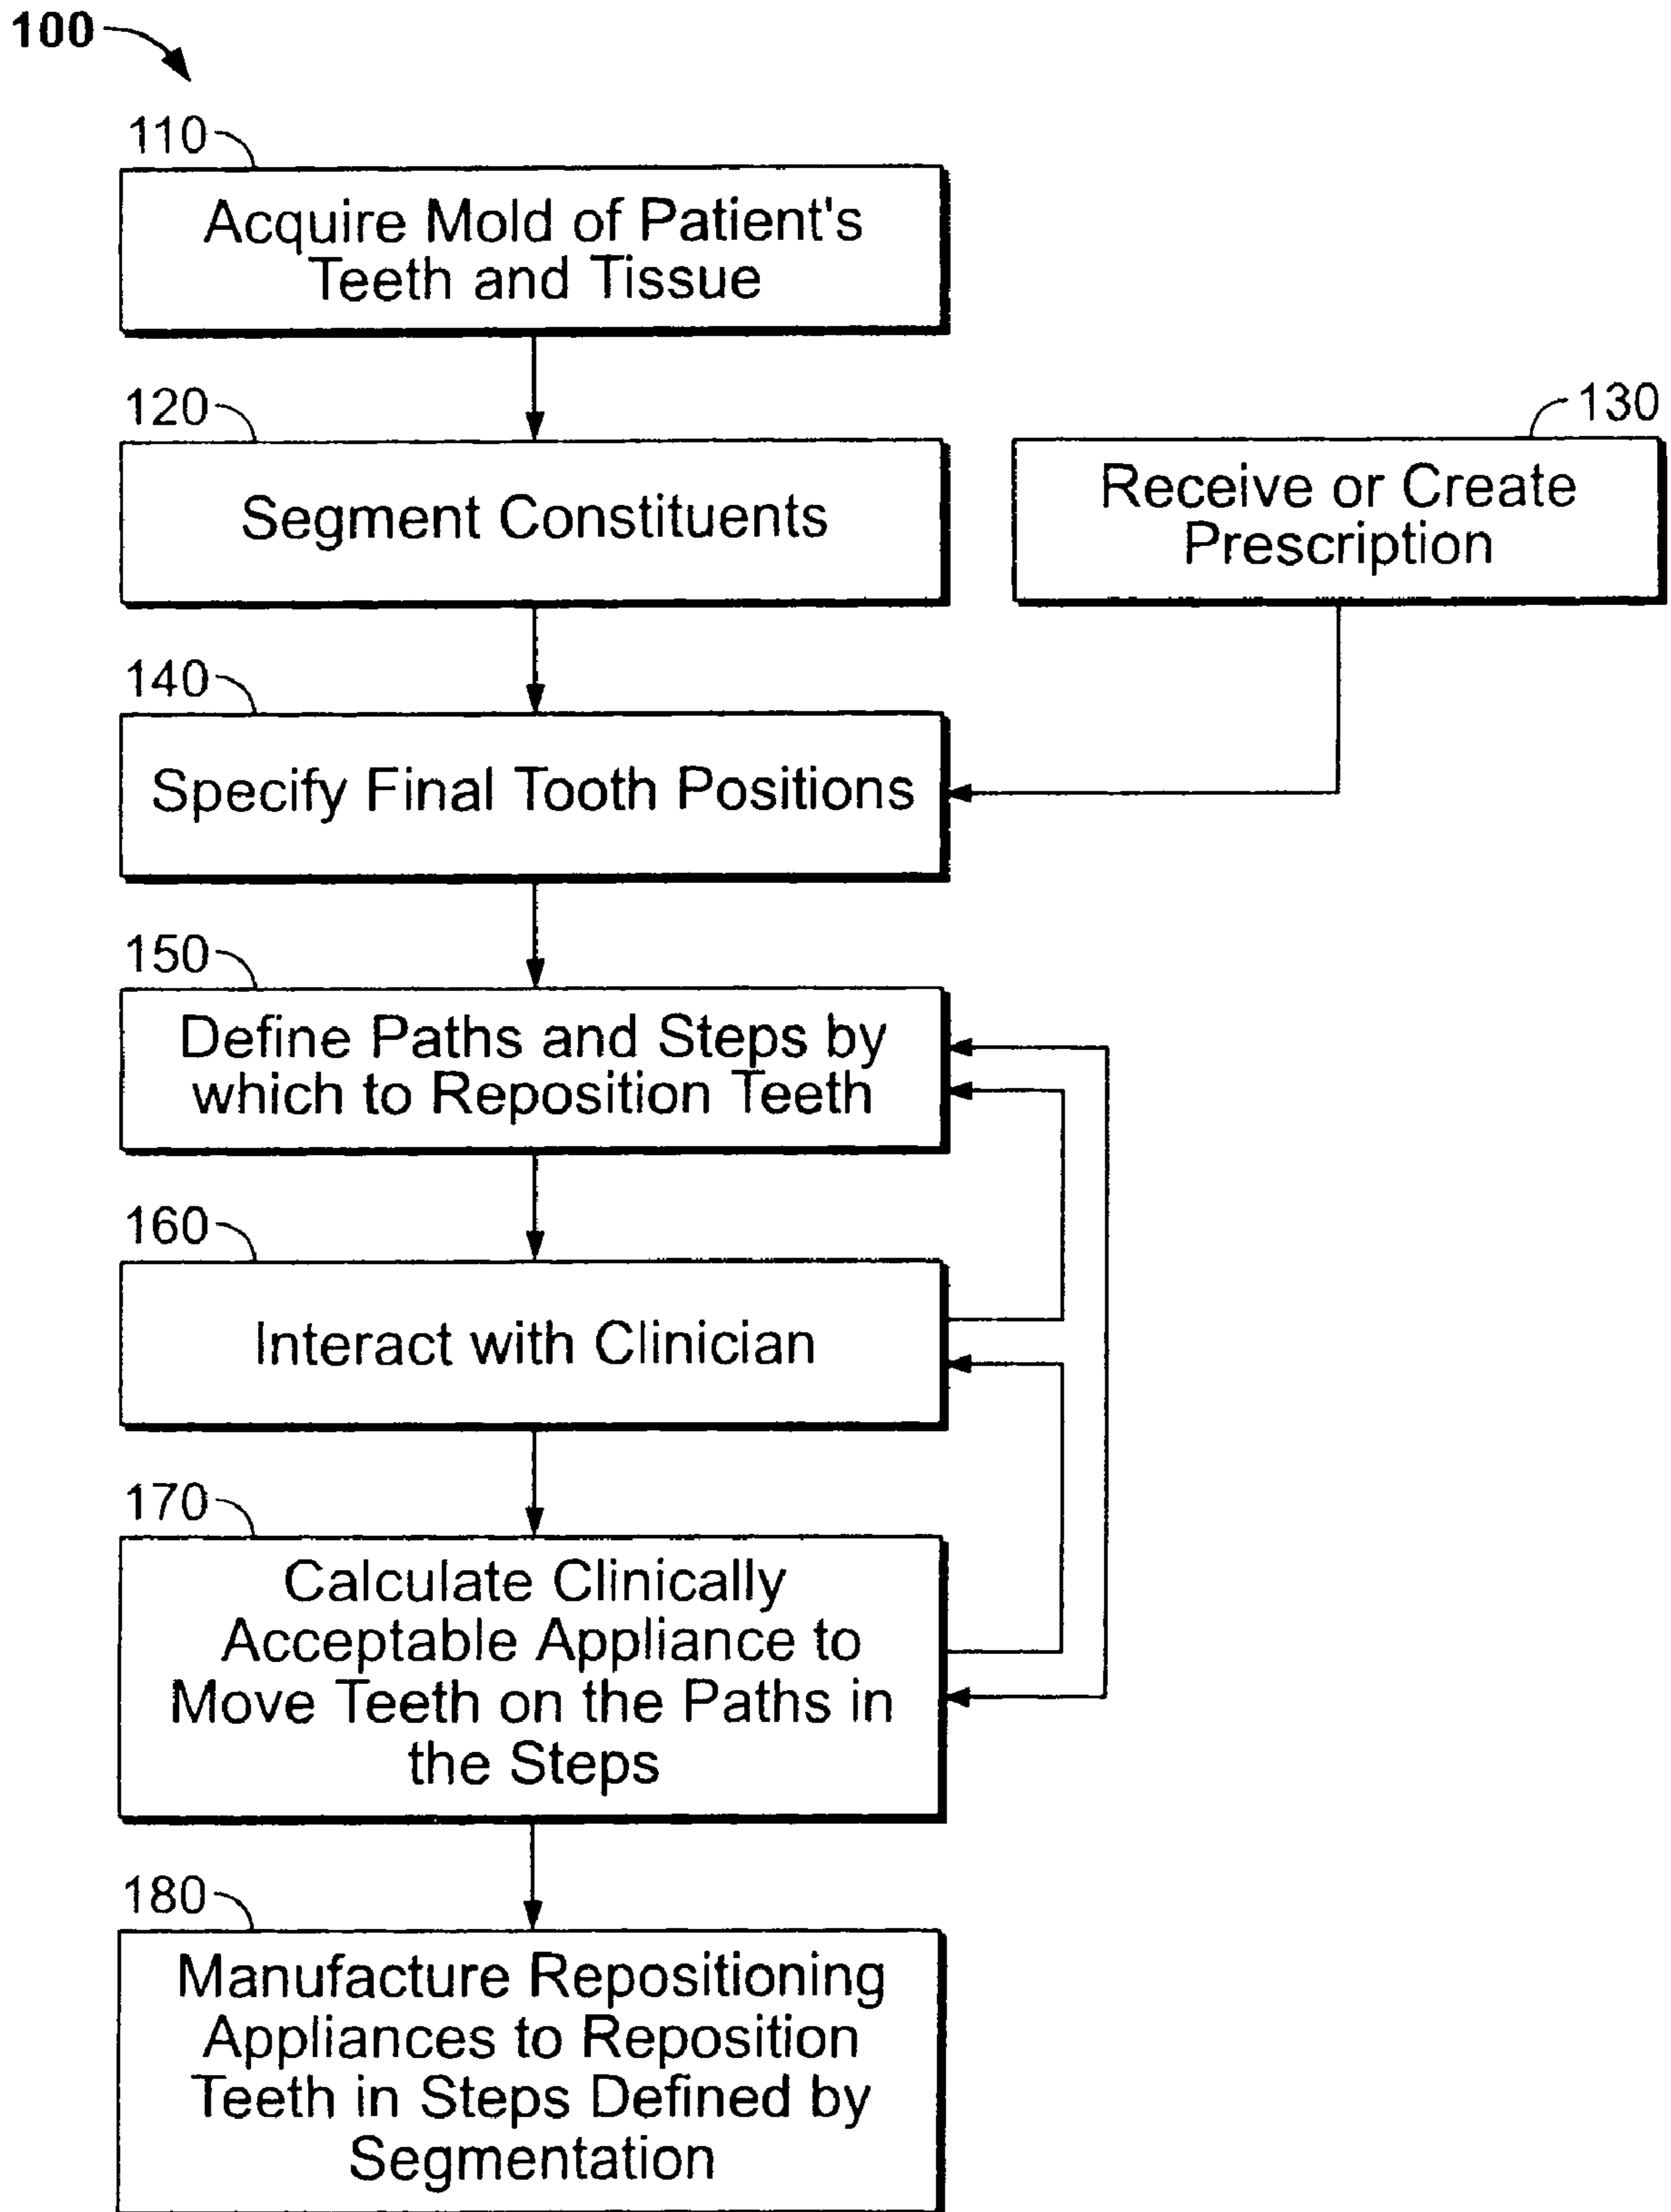 100
110
Acquire Mold of Patient's
Teeth and Tissue
120
Segment Constituents
130
Receive or Create
Prescription
140
Specify Final Tooth Positions
150
Define Paths and Steps by
which to Reposition Teeth
160
Interact with Clinician
170
Calculate Clinically
Acceptable Appliance to
Move Teeth on the Paths in
the Steps
180
Manufacture Repositioning
Appliances to Reposition
Teeth in Steps Defined by
Segmentation